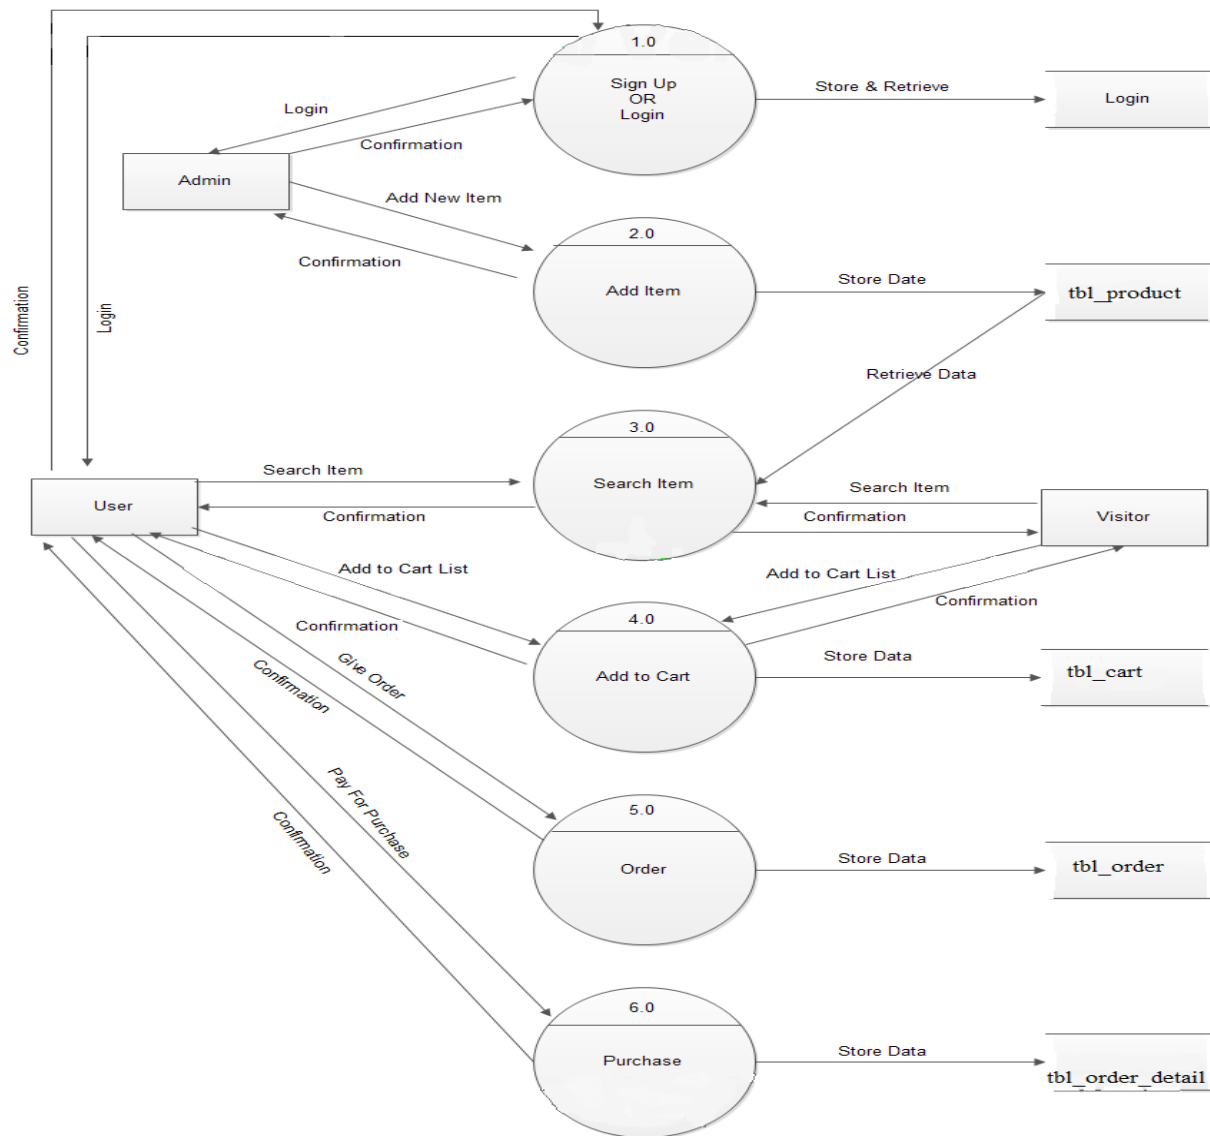 1.0
Sign Up
OR
Login
Store & Retrieve
Login
Login
Confirmation
Admin
Add New Item
Confirmation
2.0
Add Item
Store Date
tbl_product
Confirmation
Login
Retrieve Data
3.0
Search Item
Search Item
Confirmation
User
Search Item
Confirmation
Visitor
Add to Cart List
Confirmation
Add to Cart List
Confirmation
4.0
Add to Cart
Store Data
tbl_cart
Give Order
Confirmation
Pay For Purchase
Confirmation
5.0
Order
Store Data
tbl_order
6.0
Purchase
Store Data
tbl_order_detail